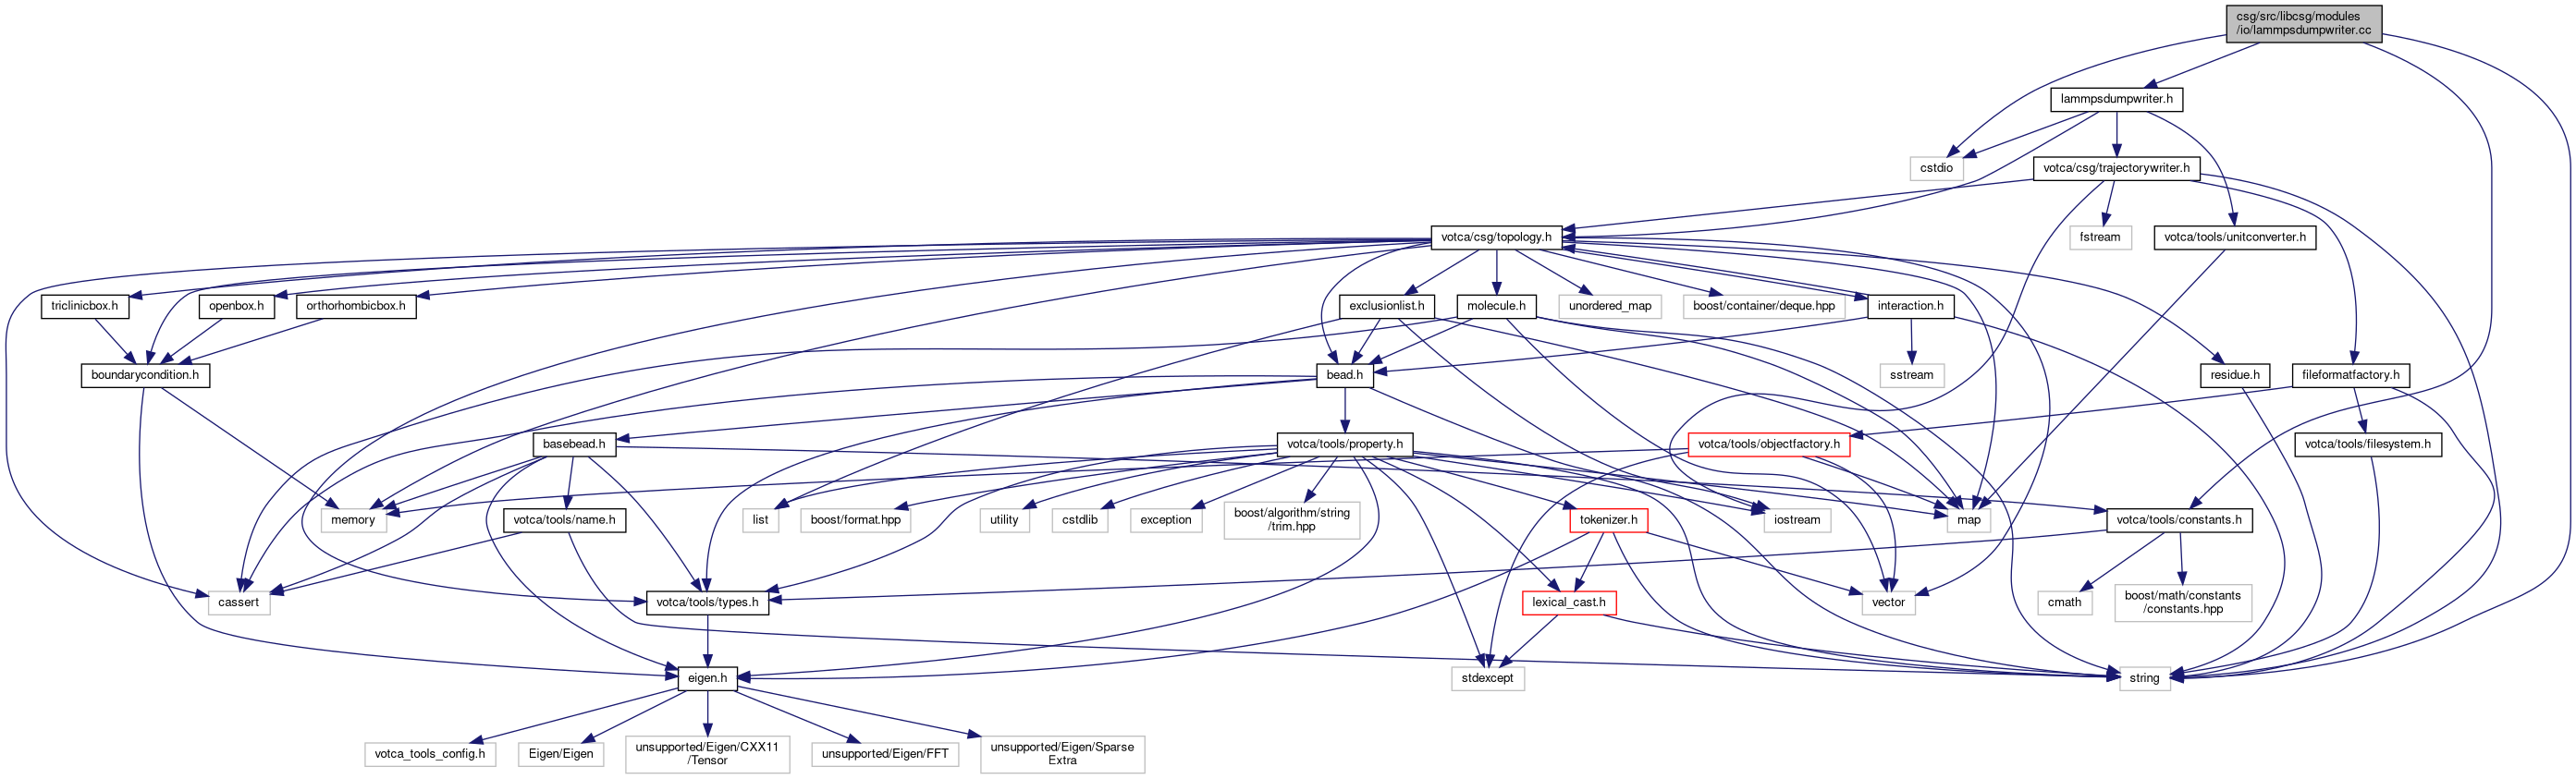 csg/src/libcsg/modules
/io/lammpsdumpwriter.cc
lammpsdumpwriter.h
cstdio
votca/csg/trajectorywriter.h
votca/csg/topology.h
fstream
votca/tools/unitconverter.h
triclinicbox.h
openbox.h
orthorhombicbox.h
exclusionlist.h
molecule.h
unordered_map
boost/container/deque.hpp
interaction.h
boundarycondition.h
bead.h
sstream
residue.h
fileformatfactory.h
basebead.h
votca/tools/property.h
votca/tools/objectfactory.h
votca/tools/filesystem.h
memory
votca/tools/name.h
list
boost/format.hpp
utility
cstdlib
exception
boost/algorithm/string
/trim.hpp
tokenizer.h
iostream
map
votca/tools/constants.h
cassert
votca/tools/types.h
lexical_cast.h
vector
cmath
boost/math/constants
/constants.hpp
eigen.h
stdexcept
string
votca_tools_config.h
Eigen/Eigen
unsupported/Eigen/CXX11
/Tensor
unsupported/Eigen/FFT
unsupported/Eigen/Sparse
Extra